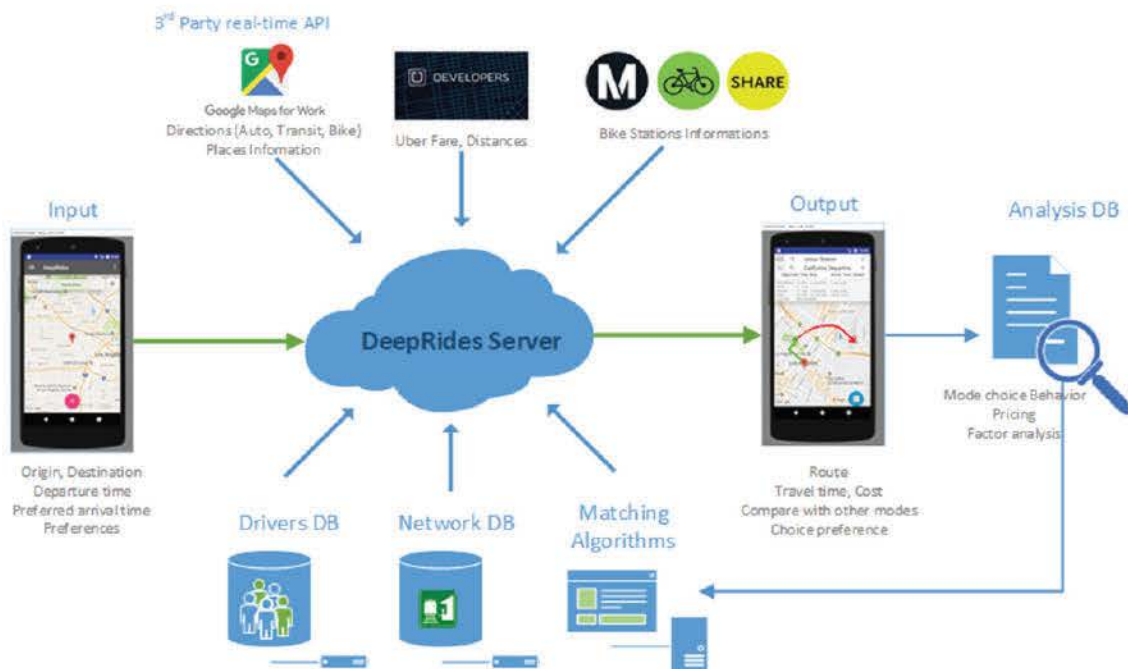 3rd Party real-time API
G
Google Maps for Work
Directions (Auto, Transit, Bike)
Places Infomation
DEVELOPERS
Uber Fare, Distances
M
SHARE
Bike Stations Informations
Input
DeepRides
Origin, Destination
Departure time
Preferred arrival time
Preferences
DeepRides Server
Output
Route
Travel time, Cost
Compare with other modes
Choice preference
Analysis DB
Mode choice Behavior
Pricing
Factor analysis
Drivers DB
Network DB
Matching
Algorithms